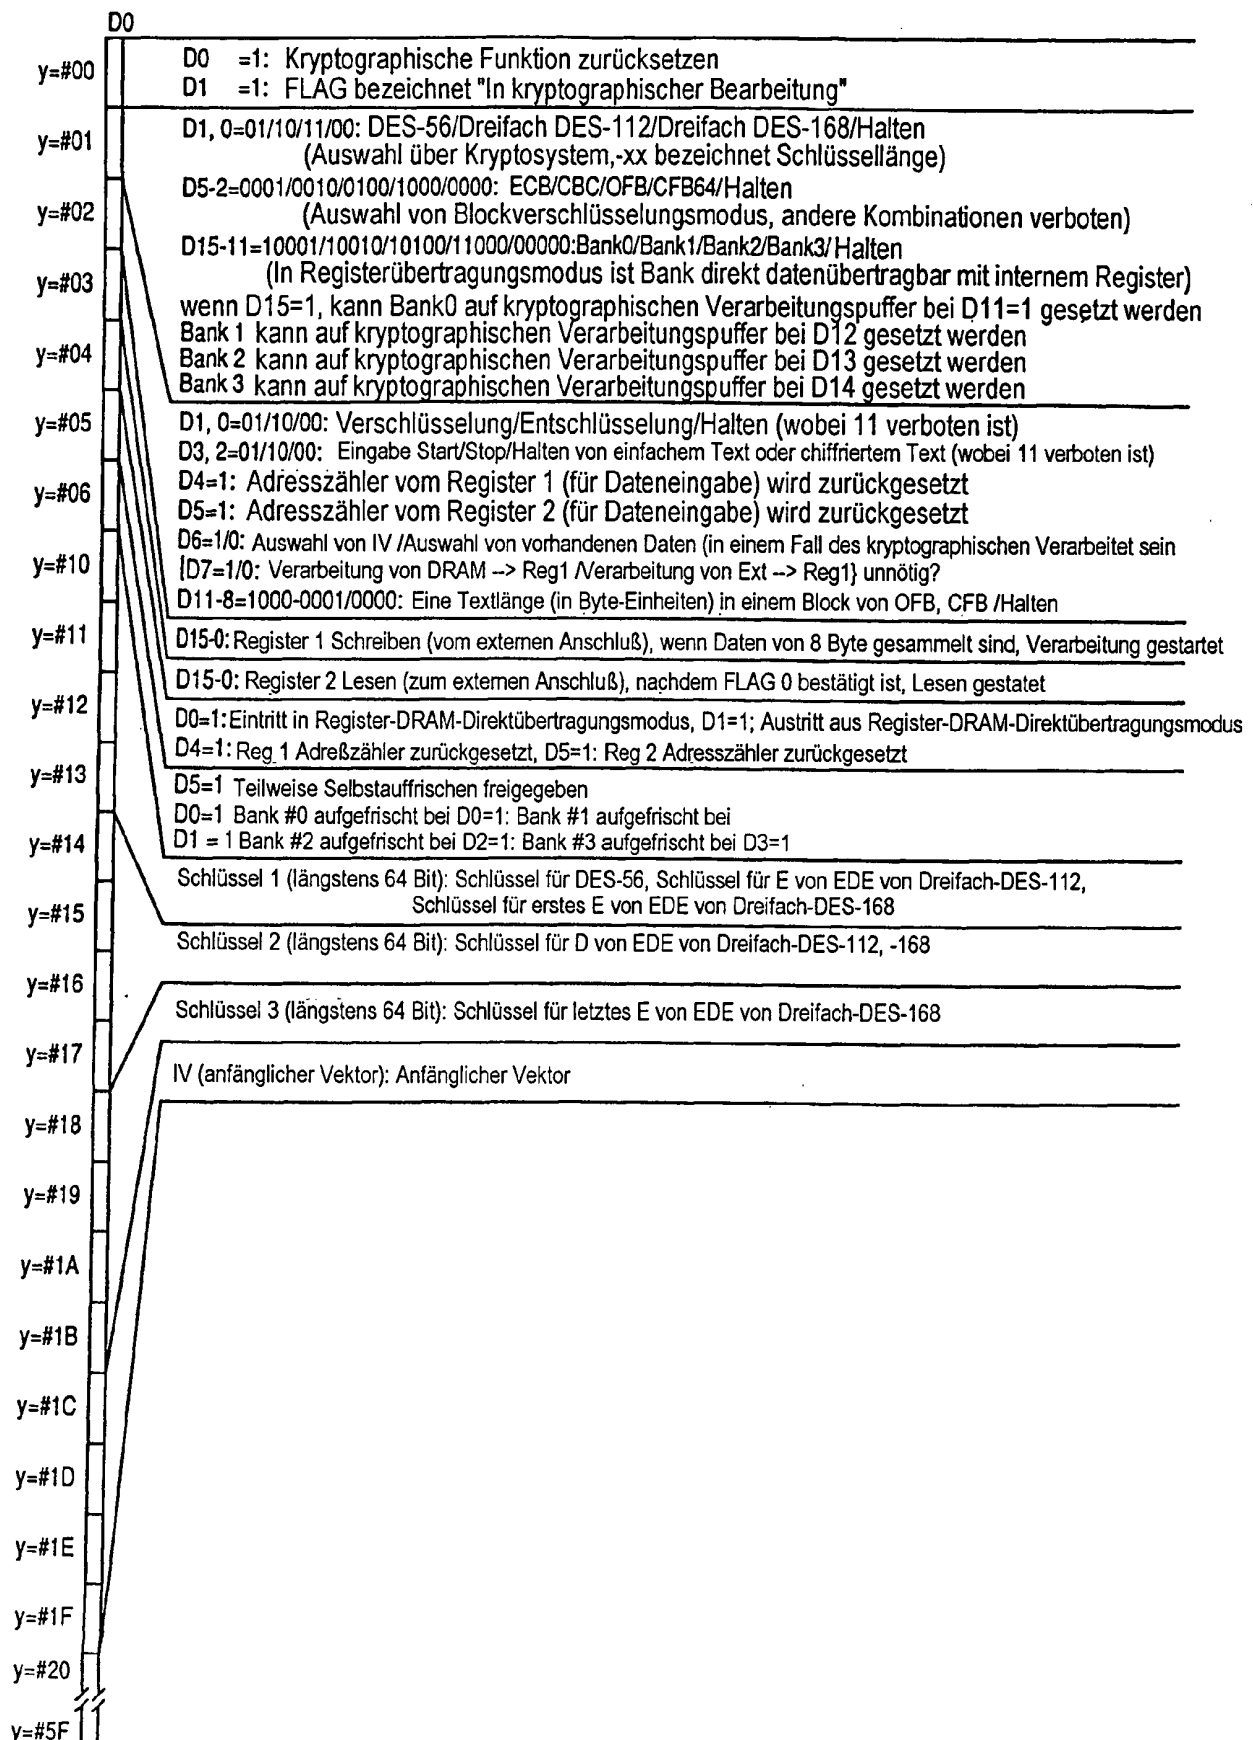 D0
y=#00
D0 =1: Kryptographische Funktion zurücksetzen
D1 =1: FLAG bezeichnet "In kryptographischer Bearbeitung"
y=#01
D1, 0=01/10/11/00: DES-56/Dreifach DES-112/Dreifach DES-168/Halten
(Auswahl über Kryptosystem,-xx bezeichnet Schlüssellänge)
D5-2=0001/0010/0100/1000/0000: ECB/CBC/OFB/CFB64/Halten
y=#02
(Auswahl von Blockverschlüsselungsmodus, andere Kombinationen verboten)
D15-11=10001/10010/10100/11000/00000:Bank0/Bank1/Bank2/Bank3/Halten
y=#03
(In Registerübertragungsmodus ist Bank direkt datenübertragbar mit internem Register)
wenn D15=1, kann Bank0 auf kryptographischen Verarbeitungspuffer bei D11=1 gesetzt werden
Bank 1 kann auf kryptographischen Verarbeitungspuffer bei D12 gesetzt werden
y=#04
Bank 2 kann auf kryptographischen Verarbeitungspuffer bei D13 gesetzt werden
Bank 3 kann auf kryptographischen Verarbeitungspuffer bei D14 gesetzt werden
y=#05
D1, 0=01/10/00: Verschlüsselung/Entschlüsselung/Halten (wobei 11 verboten ist)
D3, 2=01/10/00: Eingabe Start/Stop/Halten von einfachem Text oder chiffriertem Text (wobei 11 verboten ist)
y=#06
D4=1: Adresszähler vom Register 1 (für Dateneingabe) wird zurückgesetzt
D5=1: Adresszähler vom Register 2 (für Dateneingabe) wird zurückgesetzt
D6=1/0: Auswahl von IV /Auswahl von vorhandenen Daten (in einem Fall des kryptographischen Verarbeitet sein
y=#10
{D7=1/0: Verarbeitung von DRAM --> Reg1 /Verarbeitung von Ext --> Reg1} unnötig?
D11-8=1000-0001/0000: Eine Textlänge (in Byte-Einheiten) in einem Block von OFB, CFB /Halten
y=#11
D15-0: Register 1 Schreiben (vom externen Anschluß), wenn Daten von 8 Byte gesammelt sind, Verarbeitung gestartet
D15-0: Register 2 Lesen (zum externen Anschluß), nachdem FLAG 0 bestätigt ist, Lesen gestatet
y=#12
D0=1: Eintritt in Register-DRAM-Direktübertragungsmodus, D1=1; Austritt aus Register-DRAM-Direktübertragungsmodus
D4=1: Reg 1 Adreßzähler zurückgesetzt, D5=1: Reg 2 Adresszähler zurückgesetzt
y=#13
D5=1 Teilweise Selbstauffrischen freigegeben
D0=1 Bank #0 aufgefrischt bei D0=1: Bank #1 aufgefrischt bei
y=#14
D1 = 1 Bank #2 aufgefrischt bei D2=1: Bank #3 aufgefrischt bei D3=1
Schlüssel 1 (längstens 64 Bit): Schlüssel für DES-56, Schlüssel für E von EDE von Dreifach-DES-112,
y=#15
Schlüssel für erstes E von EDE von Dreifach-DES-168
Schlüssel 2 (längstens 64 Bit): Schlüssel für D von EDE von Dreifach-DES-112, -168
y=#16
Schlüssel 3 (längstens 64 Bit): Schlüssel für letztes E von EDE von Dreifach-DES-168
y=#17
IV (anfänglicher Vektor): Anfänglicher Vektor
y=#18
y=#19
y=#1A
y=#1B
y=#1C
y=#1D
y=#1E
y=#1F
y=#20
y=#5F